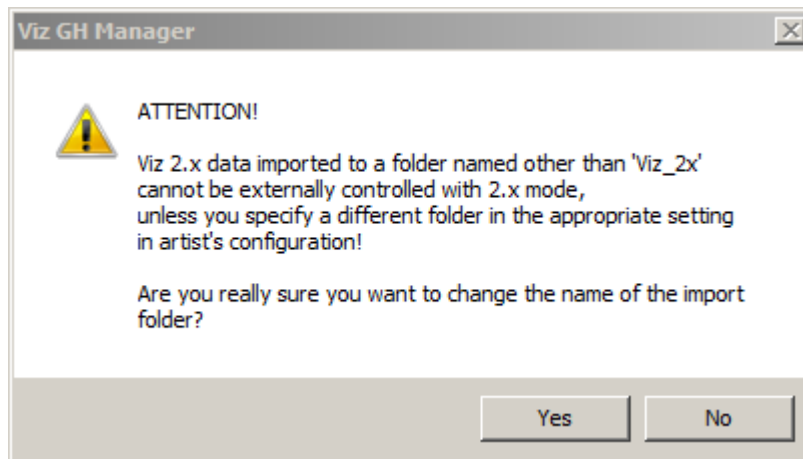 Viz GH Manager
ATTENTION!
Viz 2.x data imported to a folder named other than 'Viz_2x'
cannot be externally controlled with 2.x mode,
unless you specify a different folder in the appropriate setting
in artist's configuration!
Are you really sure you want to change the name of the import
folder?
Yes
No